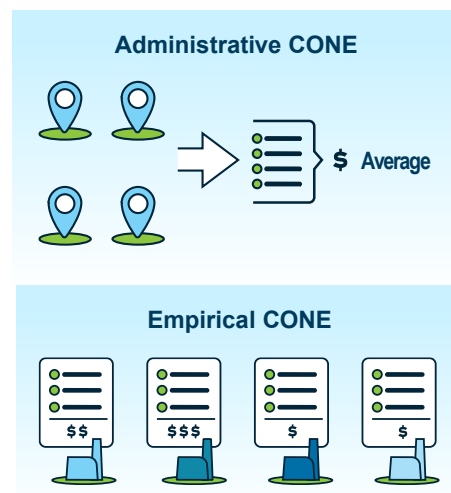 Administrative CONE
$ Average
Empirical CONE
$$ $$$ $ $